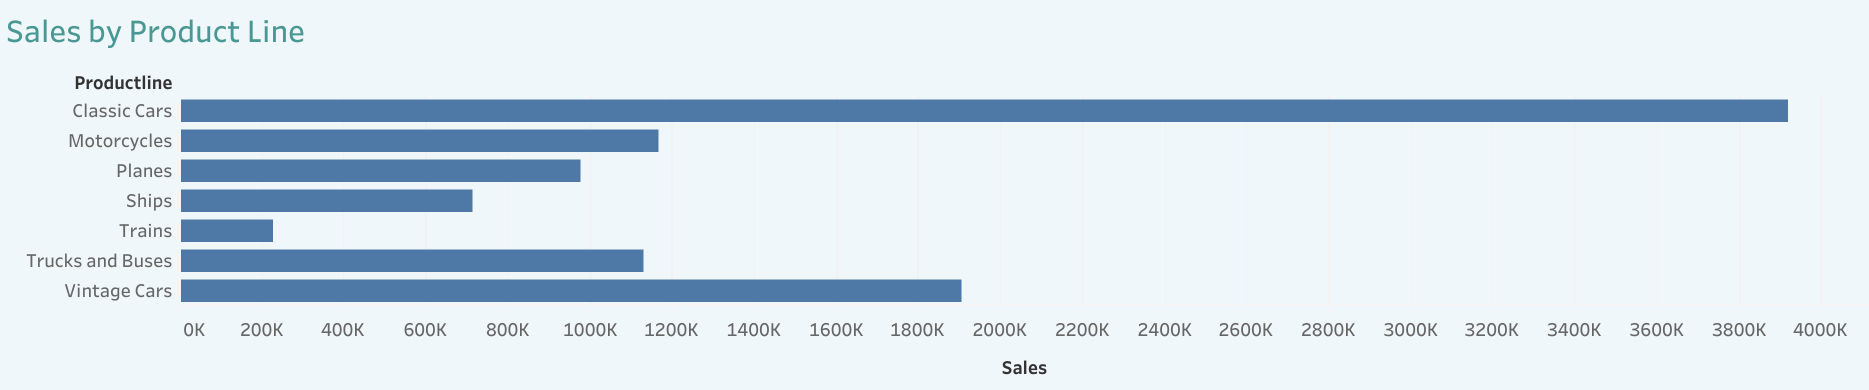 Sales by Product Line
Productline
Classic Cars
Motorcycles
Planes
Ships
Trains
Trucks and Buses
Vintage Cars
0K 200K 400K 600K 800K 1000K 1200K 1400K 1600K 1800K 2000K 2200K 2400K 2600K 2800K 3000K 3200K 3400K 3600K 3800K 4000K
Sales